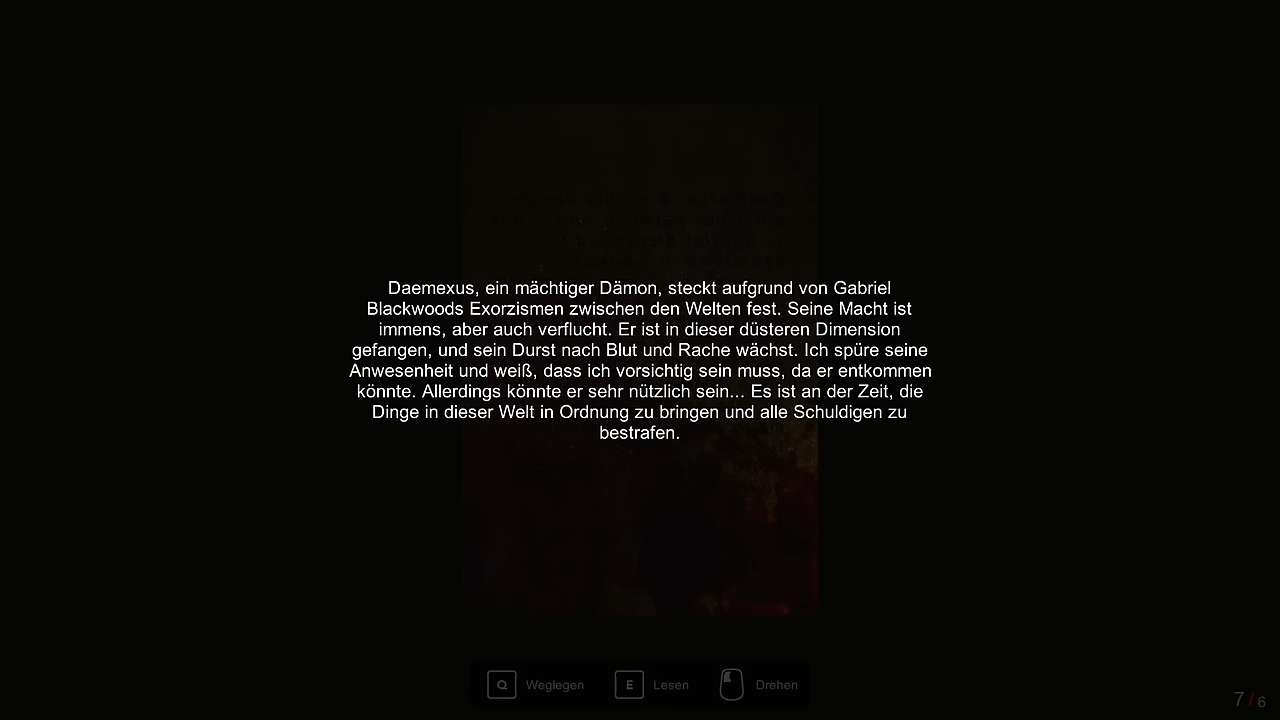 Daemexus, ein mächtiger Dämon, steckt aufgrund von Gabriel
Blackwoods Exorzismen zwischen den Welten fest. Seine Macht ist
immens, aber auch verflucht. Er ist in dieser düsteren Dimension
gefangen, und sein Durst nach Blut und Rache wächst. Ich spüre seine
Anwesenheit und weiß, dass ich vorsichtig sein muss, da er entkommen
könnte. Allerdings könnte er sehr nützlich sein... Es ist an der Zeit, die
Dinge in dieser Welt in Ordnung zu bringen und alle Schuldigen zu
bestrafen.
Q Weglegen E Lesen Drehen
7/6